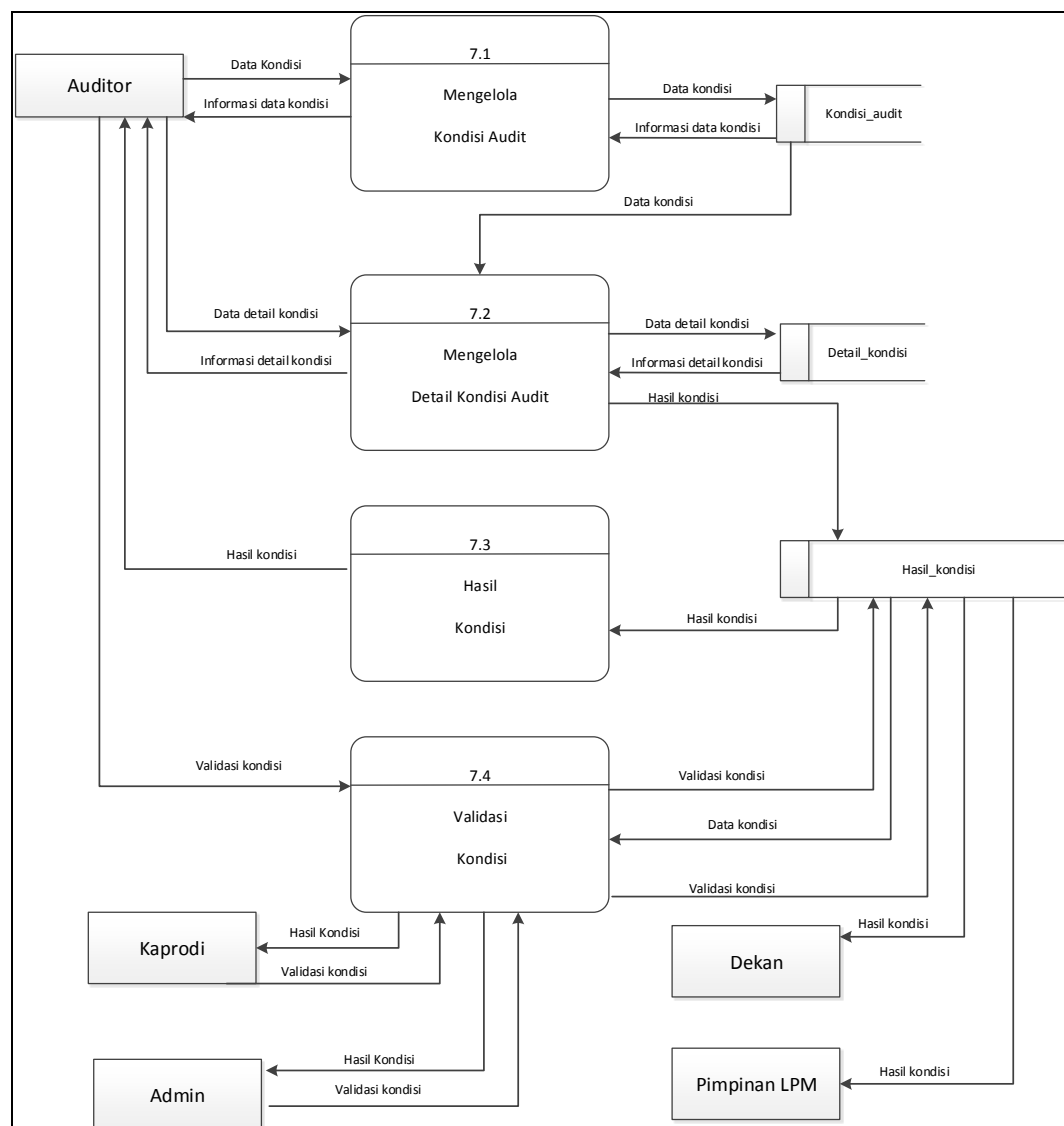 7.1
Auditor
Data Kondisi
Mengelola
Data kondisi
Informasi data kondisi
Kondisi_audit
Kondisi Audit
Informasi data kondisi
Data kondisi
7.2
Data detail kondisi
Data detail kondisi
Mengelola
Detail_kondisi
Informasi detail kondisi
Informasi detail kondisi
Detail Kondisi Audit
Hasil kondisi
7.3
Hasil kondisi
Hasil_kondisi
Hasil
Hasil kondisi
Kondisi
7.4
Validasi kondisi
Validasi kondisi
Validasi
Data kondisi
Kondisi
Validasi kondisi
Hasil kondisi
Hasil Kondisi
Kaprodi
Validasi kondisi
Dekan
Hasil Kondisi
Hasil kondisi
Pimpinan LPM
Validasi kondisi
Admin